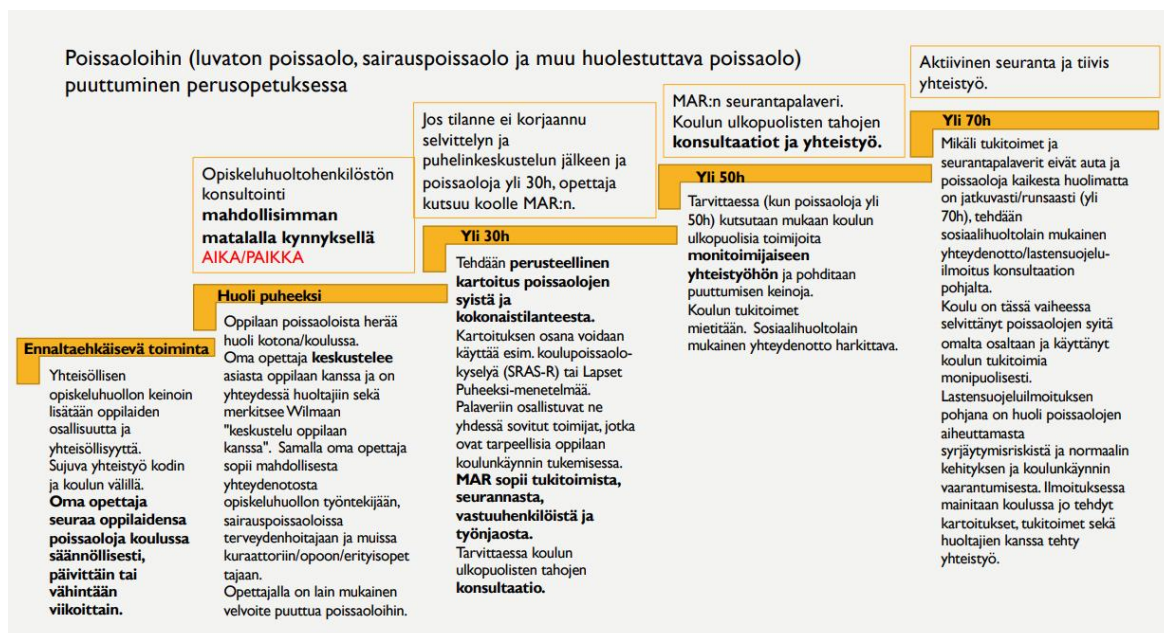 Poissaoloihin (luvaton poissaolo, sairauspoissaolo ja muu huolestuttava poissaolo)
puuttuminen perusopetuksessa
Ennaltaehkäisevä toiminta
Yhteisöllisen
opiskeluhuollon keinoin
lisätään oppilaiden
osallisuutta ja
yhteisöllisyyttä.
Sujuva yhteistyö kodin
ja koulun välillä.
Oma opettaja
seuraa oppilaidensa
poissaoloja koulussa
säännöllisesti,
päivittäin tai
vähintään
viikoittain.
Opiskeluhuoltohenkilöstön
konsultointi
mahdollisimman
matalalla kynnyksellä
AIKA/PAIKKA
Huoli puheeksi
Oppilaan poissaoloista herää
huoli kotona/koulussa.
Oma opettaja keskustelee
asiasta oppilaan kanssa ja on
yhteydessä huoltajiin sekä
merkitsee Wilmaan
"keskustelu oppilaan
kanssa". Samalla oma opettaja
sopii mahdollisesta
yhteydenotosta
opiskeluhuollon työntekijään,
sairauspoissaoloissa
terveydenhoitajaan ja muissa
kuraattoriin/opoon/erityisopet
tajaan.
Opettajalla on lain mukainen
velvoite puuttua poissaoloihin.
Jos tilanne ei korjaannu
selvittelyn ja
puhelinkeskustelun jälkeen ja
poissaoloja yli 30h, opettaja
kutsuu koolle MAR:n.
Yli 30h
Tehdään perusteellinen
kartoitus poissaolojen
syistä ja
kokonaistilanteesta.
Kartoituksen osana voidaan
käyttää esim. koulupoissaolo-
kyselyä (SRAS-R) tai Lapset
Puheeksi-menetelmää.
Palaveriin osallistuvat ne
yhdessä sovitut toimijat, jotka
ovat tarpeellisia oppilaan
koulunkäynnin tukemisessa.
MAR sopii tukitoimista,
seurannasta,
vastuuhenkilöistä ja
työnjaosta.
Tarvittaessa koulun
ulkopuolisten tahojen
konsultaatio.
MAR:n seurantapalaveri.
Koulun ulkopuolisten tahojen
konsultaatiot ja yhteistyö.
Yli 50h
Tarvittaessa (kun poissaoloja yli
50h) kutsutaan mukaan koulun
ulkopuolisia toimijoita
monitoimijaiseen
yhteistyöhön ja pohditaan
puuttumisen keinoja.
Koulun tukitoimet
mietitään. Sosiaalihuoltolain
mukainen yhteydenotto harkittava.
Aktiivinen seuranta ja tiivis
yhteistyö.
Yli 70h
Mikäli tukitoimet ja
seurantapalaverit eivät auta ja
poissaoloja kaikesta huolimatta
on jatkuvasti/runsaasti (yli
70h), tehdään
sosiaalihuoltolain mukainen
yhteydenotto/lastensuojelu-
ilmoitus konsultaation
pohjalta.
Koulu on tässä vaiheessa
selvittänyt poissaolojen syitä
omalta osaltaan ja käyttänyt
koulun tukitoimia
monipuolisesti.
Lastensuojeluilmoituksen
pohjana on huoli poissaolojen
aiheuttamasta
syrjäytymisriskistä ja normaalin
kehityksen ja koulunkäynnin
vaarantumisesta. Ilmoituksessa
mainitaan koulussa jo tehdyt
kartoitukset, tukitoimet sekä
huoltajien kanssa tehty
yhteistyö.